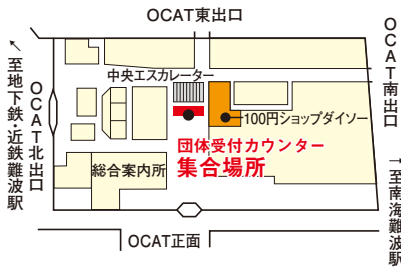 OCAT東出口
↖至地下鉄・近鉄難波駅
OCAT北出口
中央エスカレーター
100円ショップダイソー
団体受付カウンター
集合場所
総合案内所
OCAT南出口
→至南海難波駅
OCAT正面